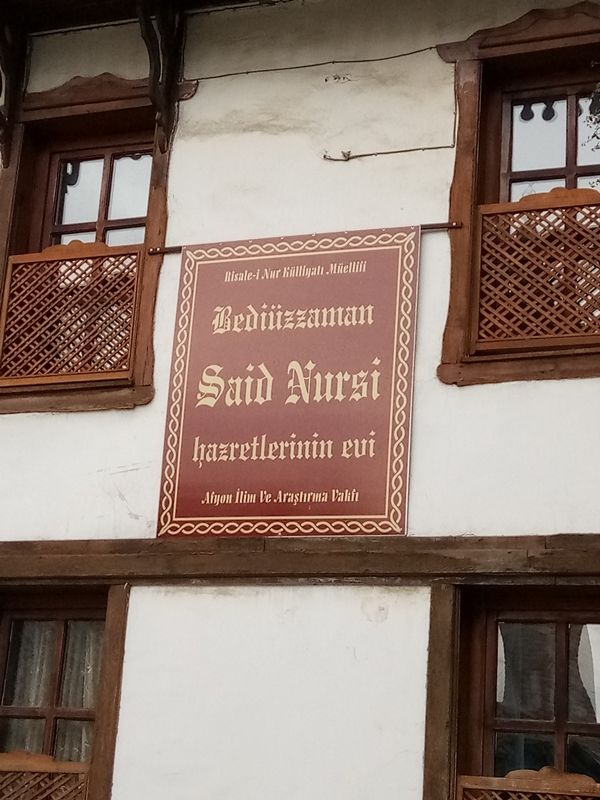 Risale-i Nur Külliyatı Müellifi
Bediüzzaman
Said Nursi
hazretlerinin evi
Afyon İlim Ve Araştırma Vakfı